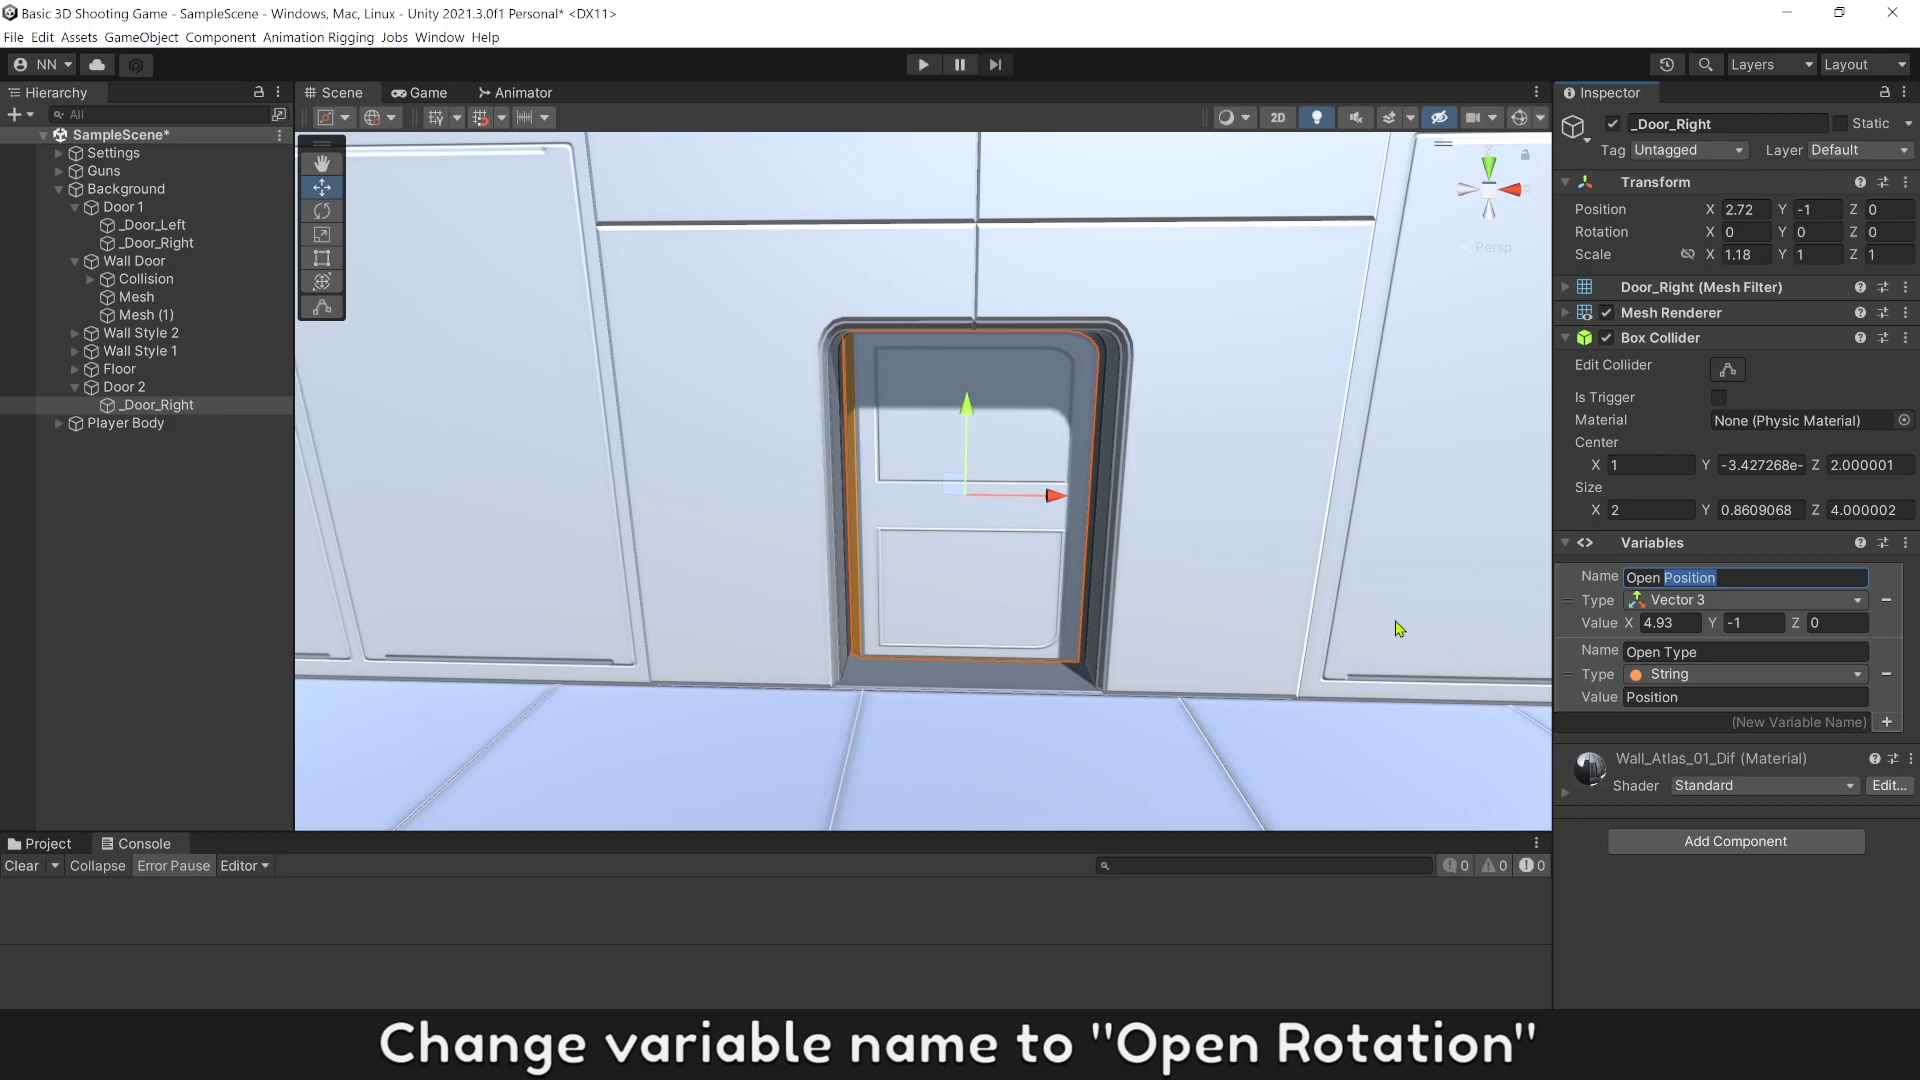 Basic 3D Shooting Game - SampleScene - Windows, Mac, Linux - Unity 2021.3.0f1 Personal* <DX11>
File Edit Assets GameObject Component Animation Rigging Jobs Window Help
NN Layers Layout
Hierarchy
All
SampleScene*
Settings
Guns
Background
Door 1
_Door_Left
_Door_Right
Wall Door
Collision
Mesh
Mesh (1)
Wall Style 2
Wall Style 1
Floor
Door 2
_Door_Right
Player Body
Scene Game Animator
2D
y
Persp
Inspector
_Door_Right Static
Tag Untagged Layer Default
Transform
Position X 2.72 Y -1 Z 0
Rotation X 0 Y 0 Z 0
Scale X 1.18 Y 1 Z 1
Door_Right (Mesh Filter)
Mesh Renderer
Box Collider
Edit Collider
Is Trigger
Material None (Physic Material)
Center
X 1 Y -3.427268e- Z 2.000001
Size
X 2 Y 0.8609068 Z 4.000002
Variables
Name Open Position
Type Vector 3
Value X 4.93 Y -1 Z 0
Name Open Type
Type String
Value Position
(New Variable Name) +
Wall_Atlas_01_Dif (Material)
Shader Standard Edit...
Add Component
Project Console
Clear Collapse Error Pause Editor 0 0 0
Change variable name to "Open Rotation"